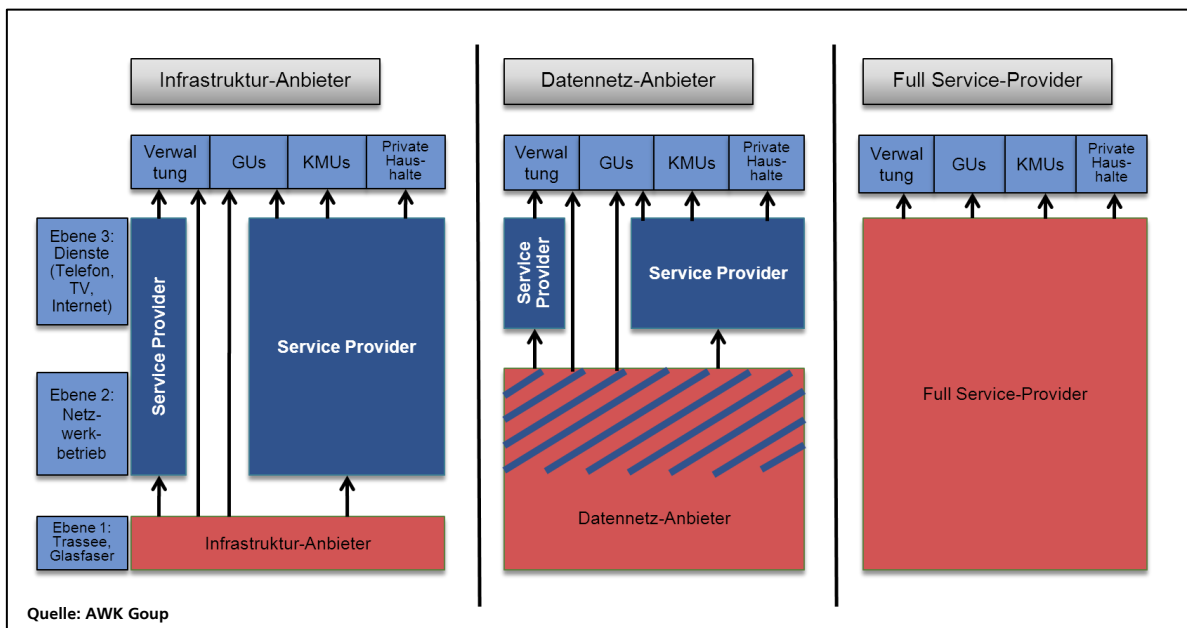 Infrastruktur-Anbieter
Verwal
tung
GUs
KMUs
Private
Haus-
halte
Ebene 3:
Dienste
(Telefon,
TV,
Internet)
Ebene 2:
Netz-
werk-
betrieb
Ebene 1:
Trassee,
Glasfaser
Service Provider
Service Provider
Infrastruktur-Anbieter
Datennetz-Anbieter
Verwal
tung
GUs
KMUs
Private
Haus-
halte
Service
Provider
Service Provider
Datennetz-Anbieter
Full Service-Provider
Verwal
tung
GUs
KMUs
Private
Haus-
halte
Full Service-Provider
Quelle: AWK Goup